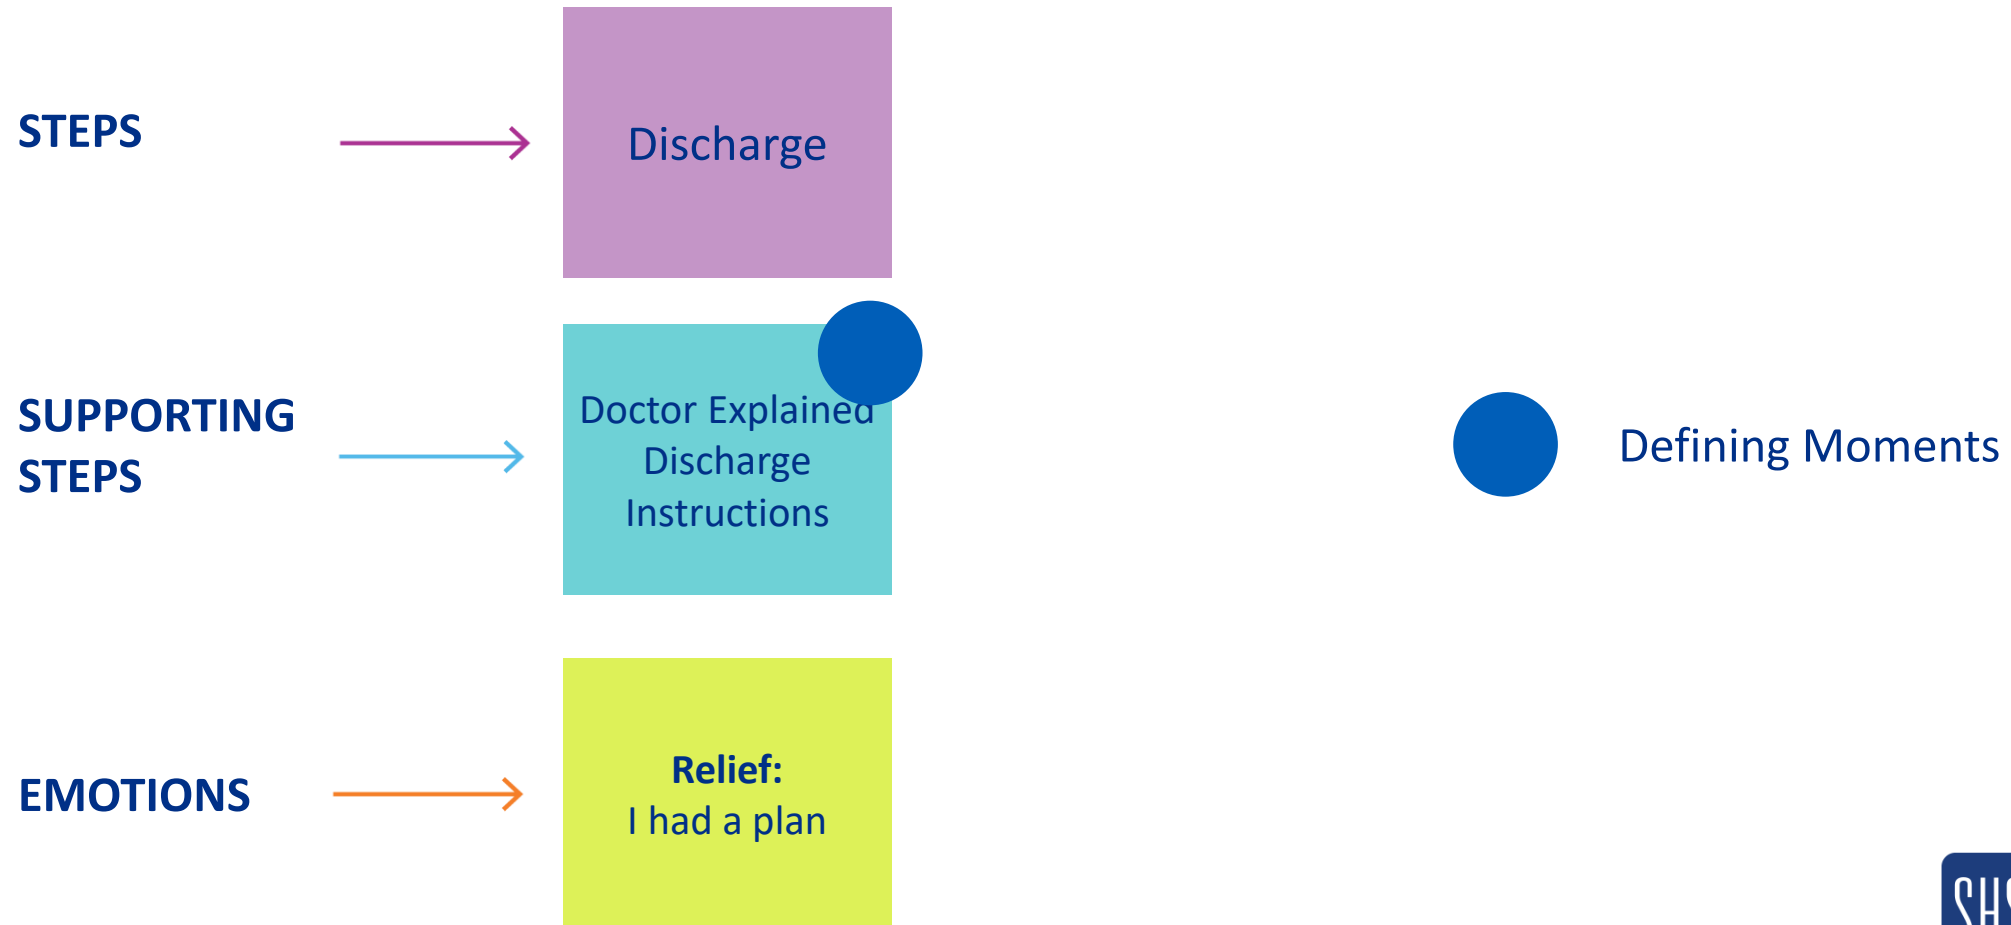 STEPS
Discharge
SUPPORTING
STEPS
Doctor Explained
Discharge
Instructions
Defining Moments
EMOTIONS
Relief:
I had a plan